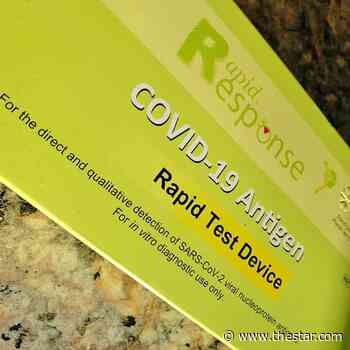 Rapid
Response
COVID-19 Antigen
Rapid Test Device
For the direct and qualitative detection of SARS-CoV-2 viral nucleoprotein
For in vitro diagnostic use only.
www.thestar.com